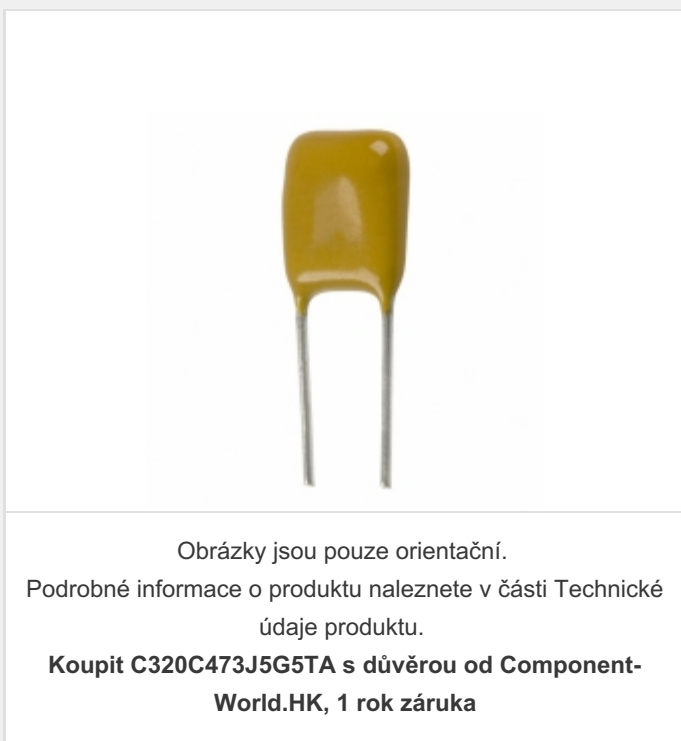 Obrázky jsou pouze orientační.
Podrobné informace o produktu naleznete v části Technické
údaje produktu.
Koupit C320C473J5G5TA s důvěrou od Component-
World.HK, 1 rok záruka